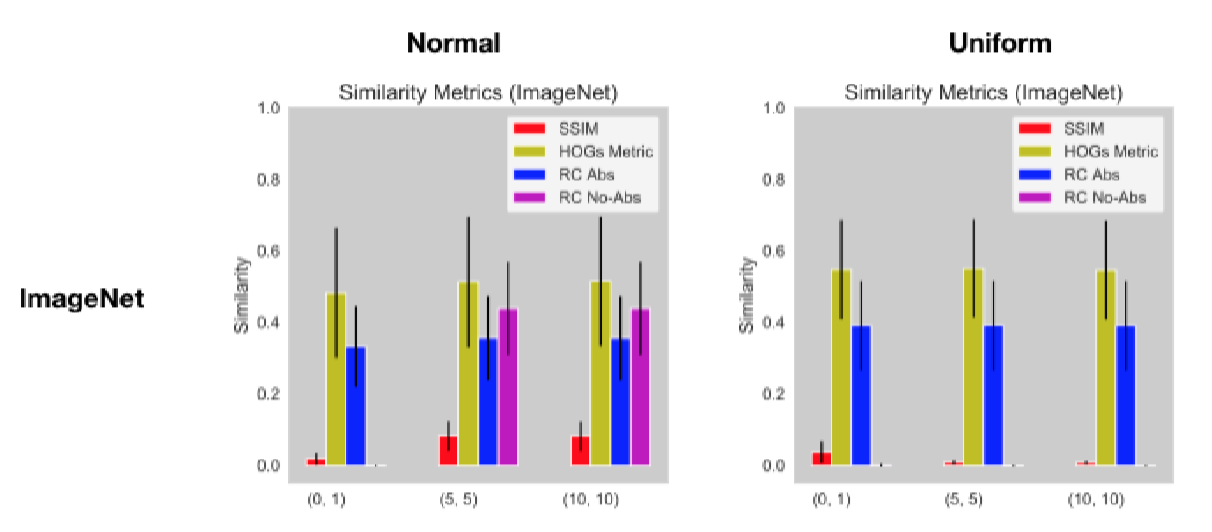 Normal
Uniform
ImageNet
Similarity Metrics (ImageNet)
1.0
0.8
0.6
0.4
0.2
0.0
Similarity
SSIM
HOGs Metric
RC Abs
RC No-Abs
(0, 1)
(5, 5)
(10, 10)
Similarity Metrics (ImageNet)
1.0
0.8
0.6
0.4
0.2
0.0
Similarity
SSIM
HOGs Metric
RC Abs
RC No-Abs
(0, 1)
(5, 5)
(10, 10)